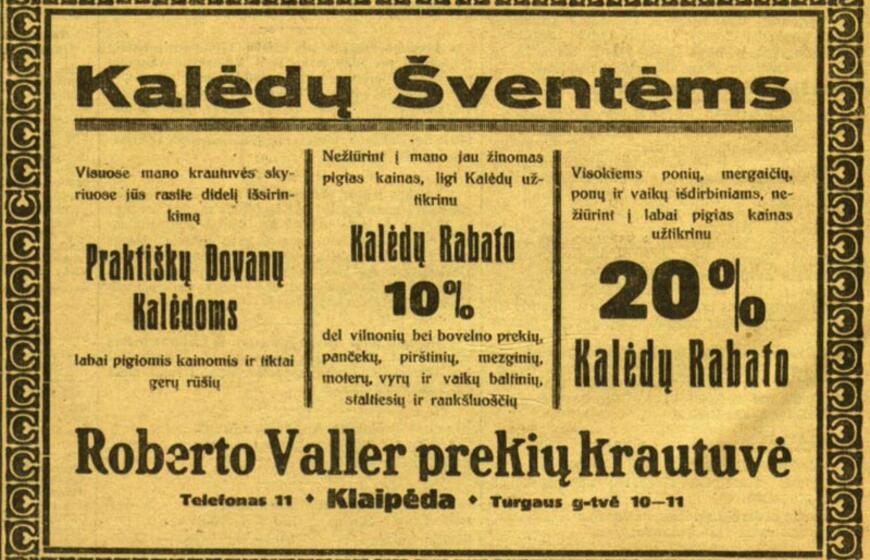 Kalėdų Šventėms
Visuose mano krautuvės sky-
riuose jūs rasite didelį išsirin-
kimą
Praktiškų Dovanų
Kalėdoms
labai pigiomis kainomis ir tiktai
gerų rūšių
Nežiūrint į mano jau žinomas
pigias kainas, ligi Kalėdų už-
tikrinu
Kalėdų Rabato
10%
del vilnonių bei bovelno prekių,
pančekų, pirštinių, mezginių,
moterų, vyrų ir vaikų baltinių,
staltiesių ir rankšluoščių
Visokiems ponių, mergaičių,
ponų ir vaikų išdirbiniams, ne-
žiūrint į labai pigias kainas
užtikrinu
20%
Kalėdų Rabato
Roberto Valler prekių krautuvė
Telefonas 11 • Klaipėda • Turgaus g-tvė 10—11